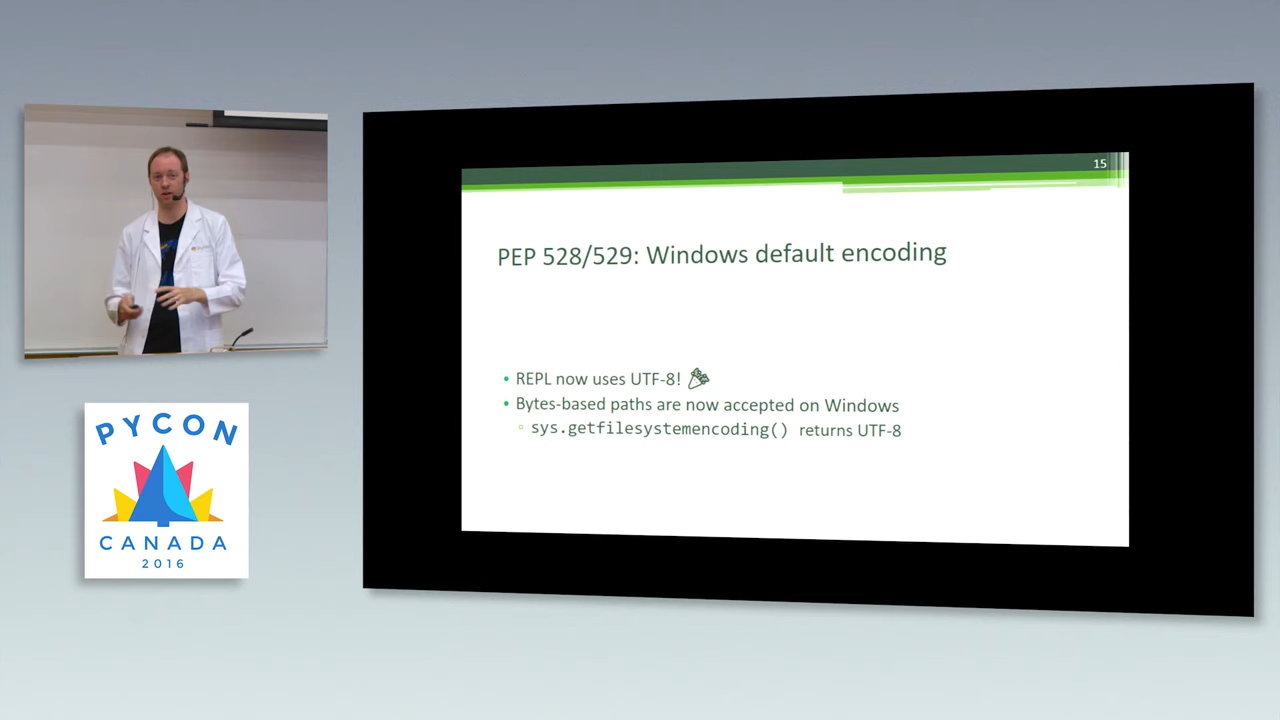 15
PEP 528/529: Windows default encoding
• REPL now uses UTF-8! 🎉
• Bytes-based paths are now accepted on Windows
○ sys.getfilesystemencoding() returns UTF-8
PYCON
CANADA
2016